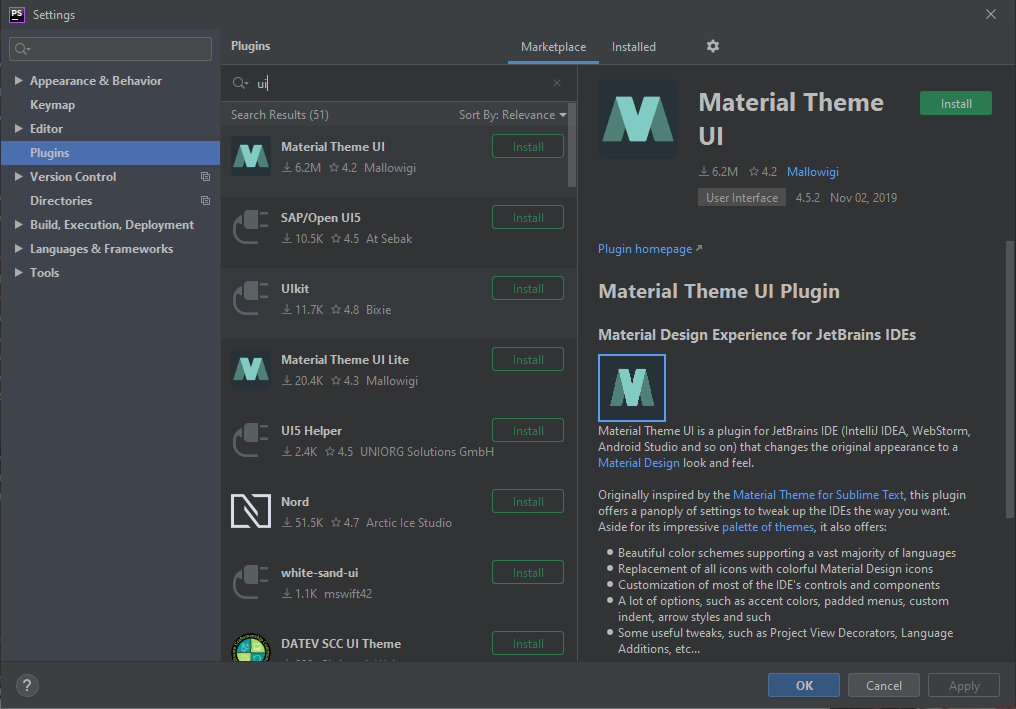 PS Settings
Appearance & Behavior
Keymap
Editor
Plugins
Version Control
Directories
Build, Execution, Deployment
Languages & Frameworks
Tools
Plugins
Marketplace
Installed
ui
Search Results (51)
Sort By: Relevance
Material Theme UI
6.2M 4.2 Mallowigi
Install
SAP/Open UI5
10.5K 4.5 At Sebak
Install
UIkit
11.7K 4.8 Bixie
Install
Material Theme UI Lite
20.4K 4.3 Mallowigi
Install
UI5 Helper
2.4K 4.5 UNIORG Solutions GmbH
Install
Nord
51.5K 4.7 Arctic Ice Studio
Install
white-sand-ui
1.1K mswift42
Install
DATEV SCC UI Theme
Install
Material Theme
UI
Install
6.2M 4.2 Mallowigi
User Interface 4.5.2 Nov 02, 2019
Plugin homepage
Material Theme UI Plugin
Material Design Experience for JetBrains IDEs
Material Theme UI is a plugin for JetBrains IDE (IntelliJ IDEA, WebStorm,
Android Studio and so on) that changes the original appearance to a
Material Design look and feel.
Originally inspired by the Material Theme for Sublime Text, this plugin
offers a panoply of settings to tweak up the IDEs the way you want.
Aside for its impressive palette of themes, it also offers:
Beautiful color schemes supporting a vast majority of languages
Replacement of all icons with colorful Material Design icons
Customization of most of the IDE's controls and components
A lot of options, such as accent colors, padded menus, custom
indent, arrow styles and such
Some useful tweaks, such as Project View Decorators, Language
Additions, etc...
?
OK
Cancel
Apply